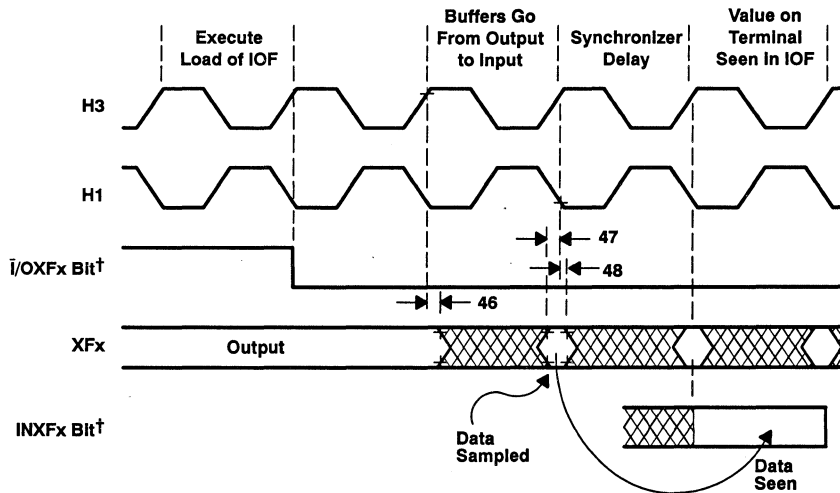 Execute
Load of IOF
Buffers Go
From Output
to Input
Synchronizer
Delay
Value on
Terminal
Seen in IOF
H3
H1
47
48
Ī/OXFx Bit†
46
XFx
Output
INXFx Bit†
Data
Sampled
Data
Seen